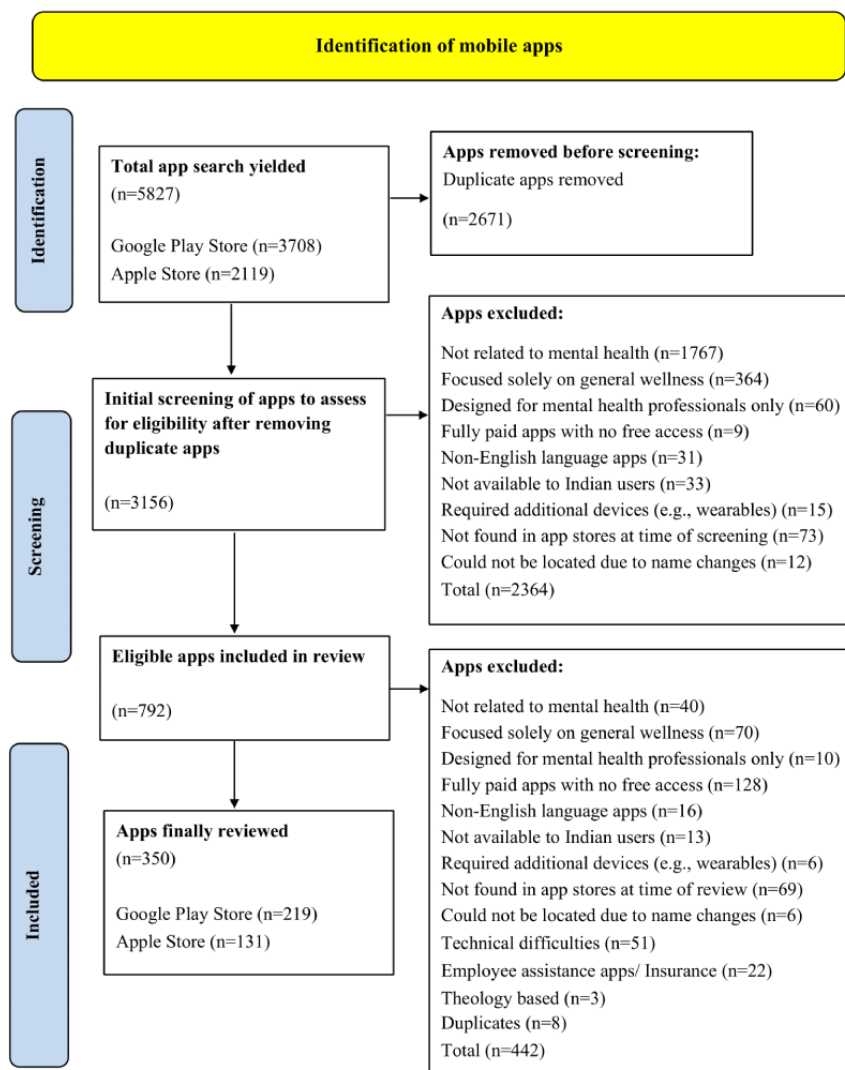 Identification of mobile apps
Identification
Total app search yielded
(n=5827)
Google Play Store (n=3708)
Apple Store (n=2119)
Apps removed before screening:
Duplicate apps removed
(n=2671)
Screening
Initial screening of apps to assess
for eligibility after removing
duplicate apps
(n=3156)
Apps excluded:
Not related to mental health (n=1767)
Focused solely on general wellness (n=364)
Designed for mental health professionals only (n=60)
Fully paid apps with no free access (n=9)
Non-English language apps (n=31)
Not available to Indian users (n=33)
Required additional devices (e.g., wearables) (n=15)
Not found in app stores at time of screening (n=73)
Could not be located due to name changes (n=12)
Total (n=2364)
Eligible apps included in review
(n=792)
Apps excluded:
Not related to mental health (n=40)
Focused solely on general wellness (n=70)
Designed for mental health professionals only (n=10)
Fully paid apps with no free access (n=128)
Non-English language apps (n=16)
Not available to Indian users (n=13)
Required additional devices (e.g., wearables) (n=6)
Not found in app stores at time of review (n=69)
Could not be located due to name changes (n=6)
Technical difficulties (n=51)
Employee assistance apps/ Insurance (n=22)
Theology based (n=3)
Duplicates (n=8)
Total (n=442)
Included
Apps finally reviewed
(n=350)
Google Play Store (n=219)
Apple Store (n=131)